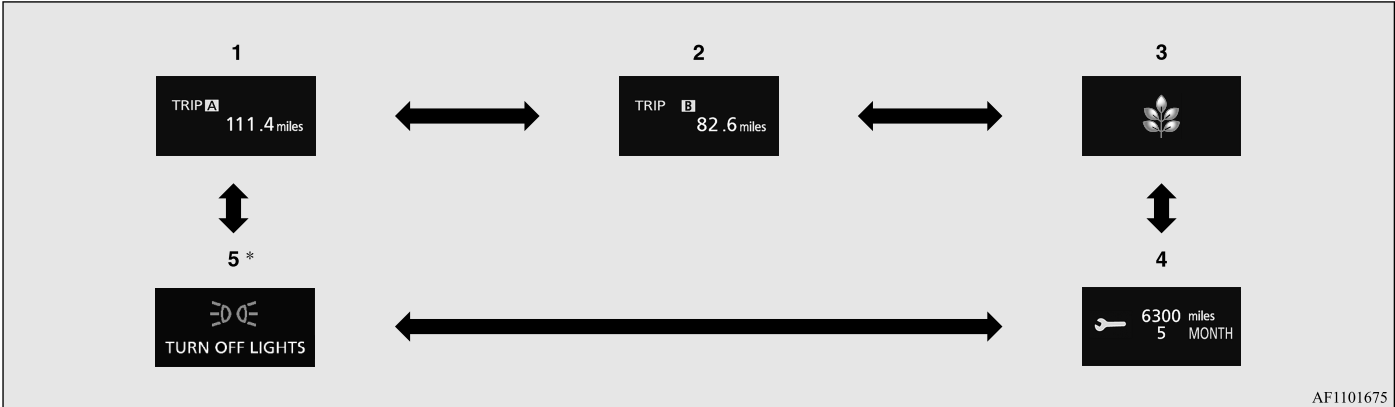 1
2
3
TRIP A
111.4 miles
TRIP B
82.6 miles
5 *
4
TURN OFF LIGHTS
6300 miles
5 MONTH
AF1101675